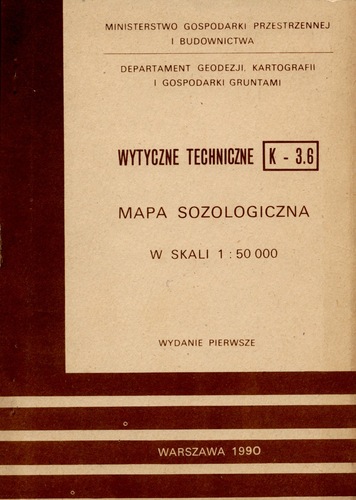 MINISTERSTWO GOSPODARKI PRZESTRZENNEJ
I BUDOWNICTWA
DEPARTAMENT GEODEZJI, KARTOGRAFII
I GOSPODARKI GRUNTAMI
WYTYCZNE TECHNICZNE K - 3.6
MAPA SOZOLOGICZNA
W SKALI 1 : 50 000
WYDANIE PIERWSZE
WARSZAWA 1990